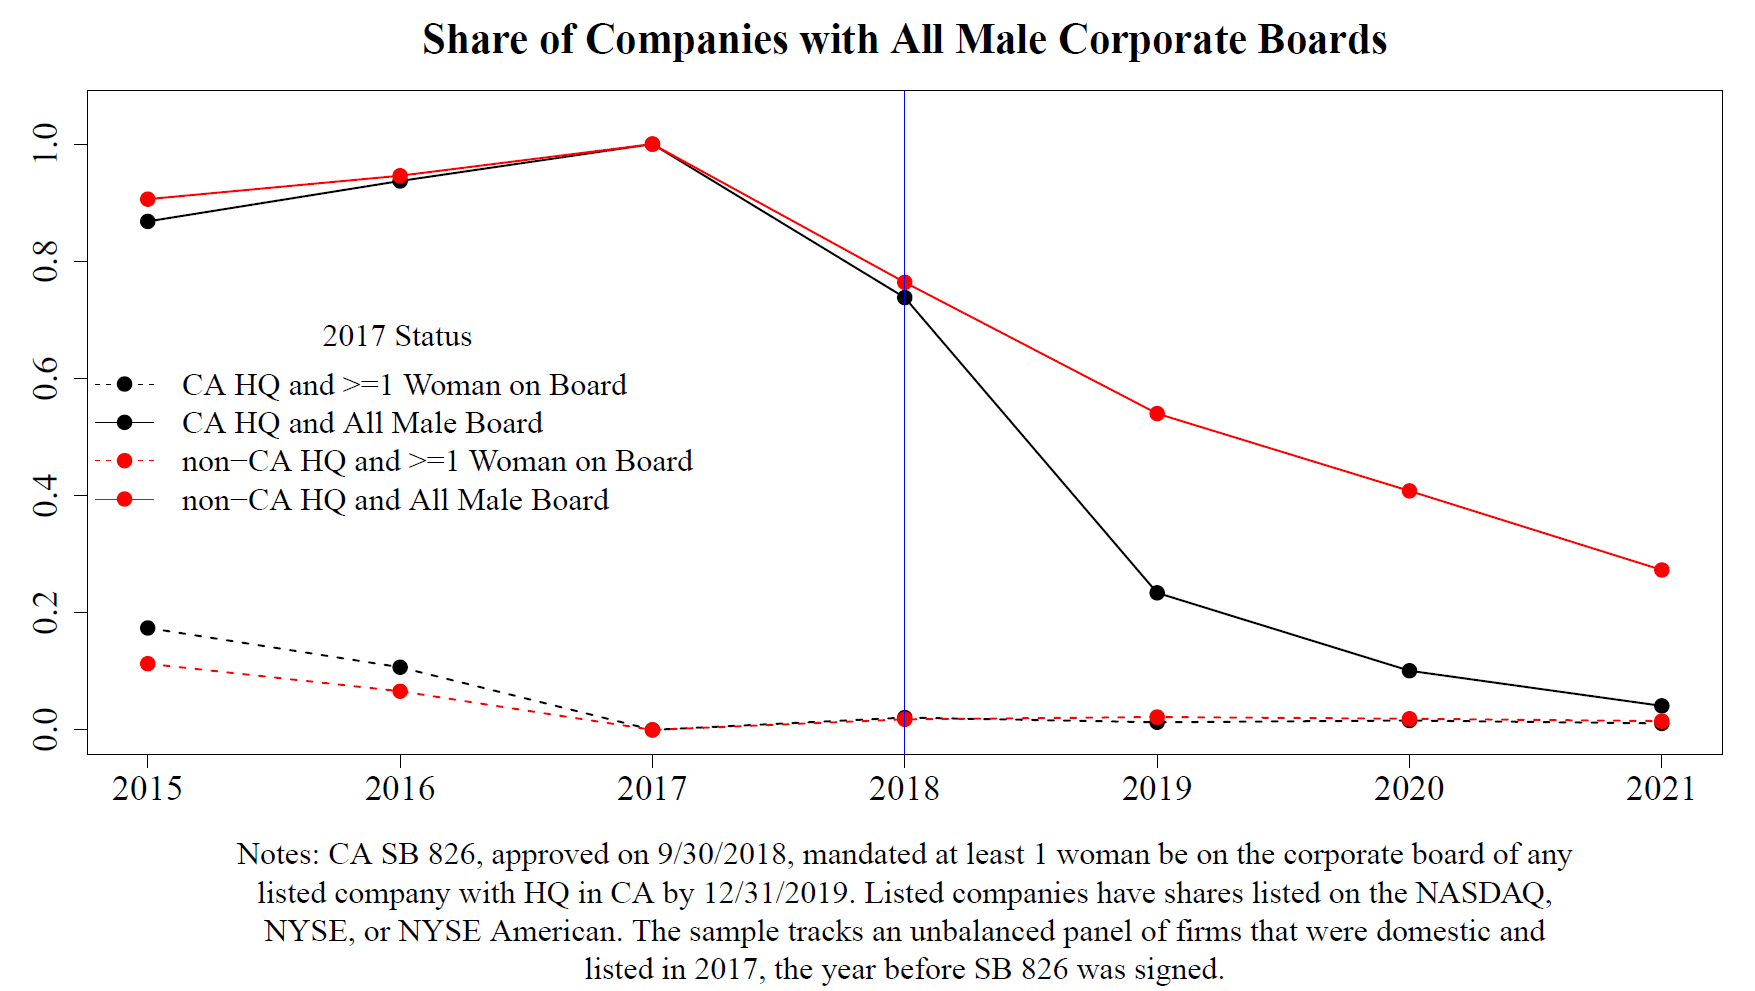 Share of Companies with All Male Corporate Boards
1.0
0.8
0.6
0.4
0.2
0.0
2017 Status
CA HQ and >=1 Woman on Board
CA HQ and All Male Board
non−CA HQ and >=1 Woman on Board
non−CA HQ and All Male Board
2015 2016 2017 2018 2019 2020 2021
Notes: CA SB 826, approved on 9/30/2018, mandated at least 1 woman be on the corporate board of any
listed company with HQ in CA by 12/31/2019. Listed companies have shares listed on the NASDAQ,
NYSE, or NYSE American. The sample tracks an unbalanced panel of firms that were domestic and
listed in 2017, the year before SB 826 was signed.